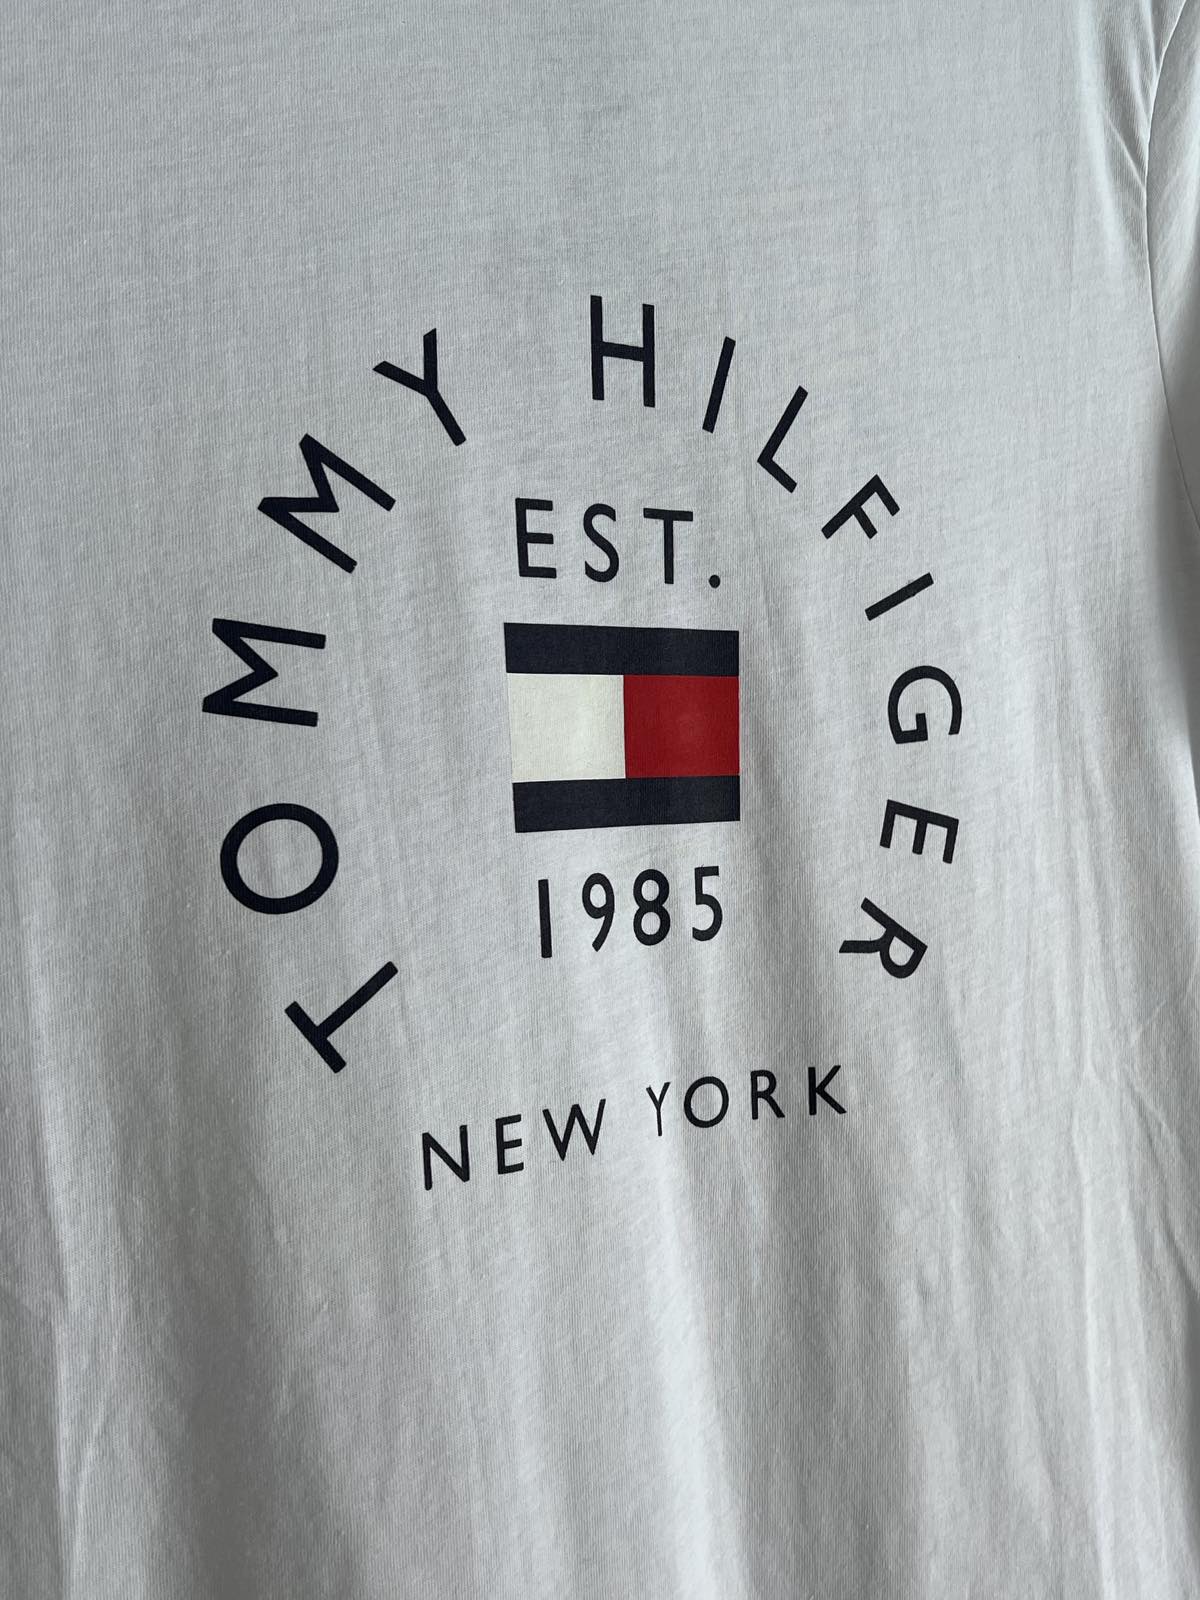 TOMMY HILFIGER
EST.
1985
NEW YORK